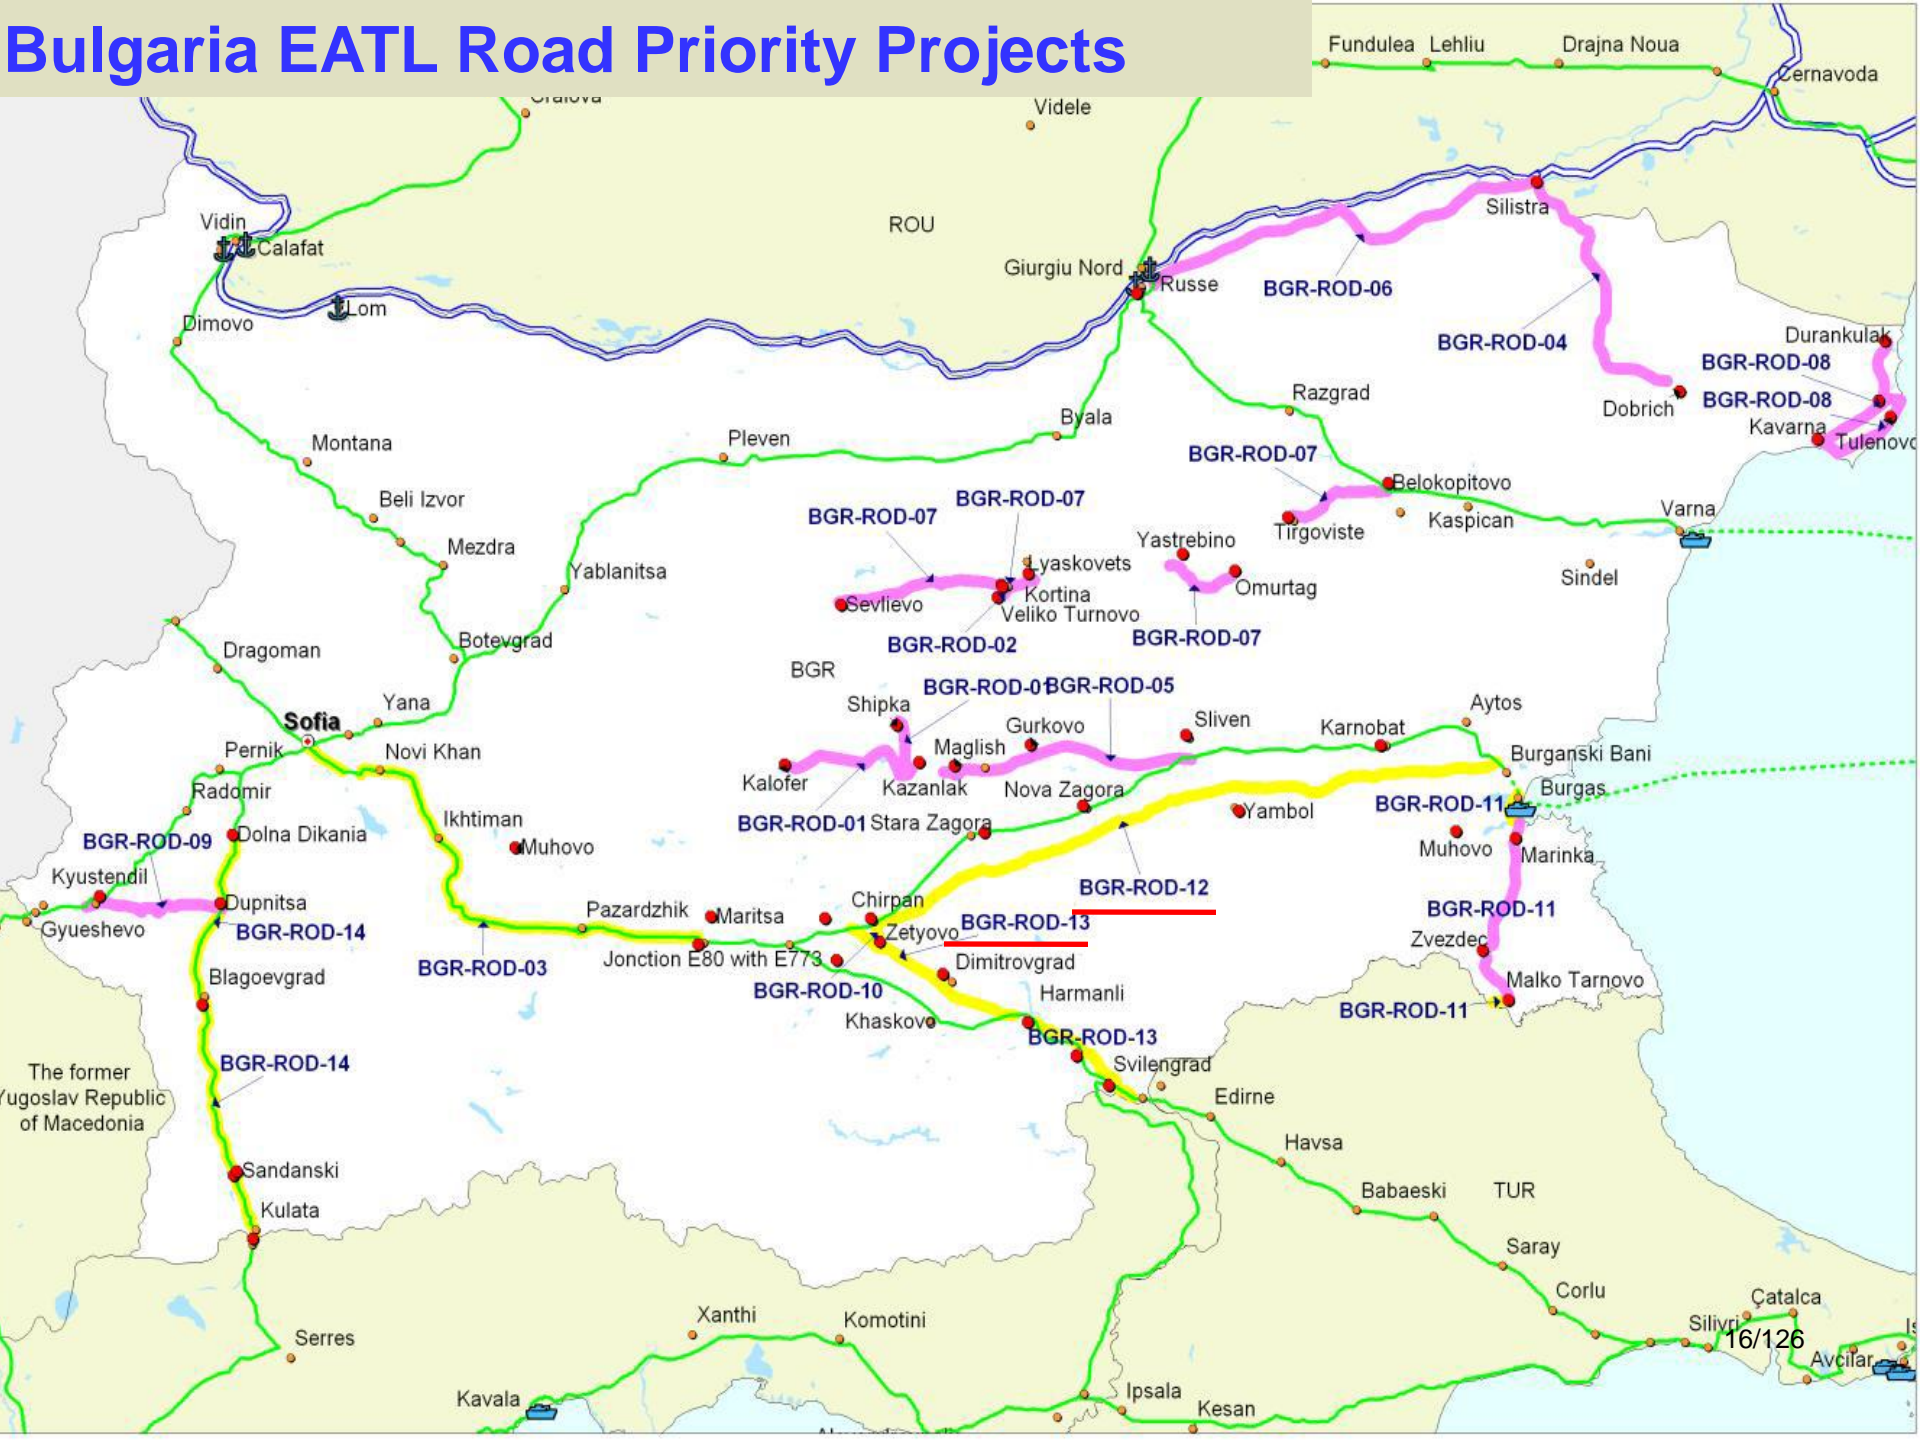 Bulgaria EATL Road Priority Projects
Fundulea
Lehliu
Drajna Noua
Cernavoda
Videle
Vidin
Calafat
ROU
Silistra
Giurgiu Nord
Russe
BGR-ROD-06
Lom
Dimovo
BGR-ROD-04
Durankulak
BGR-ROD-08
BGR-ROD-08
Dobrich
Kavarna
Tulenovo
Razgrad
Byala
Pleven
Montana
BGR-ROD-07
Belokopitovo
Beli Izvor
BGR-ROD-07
BGR-ROD-07
Varna
Kaspican
Tirgoviste
Yastrebino
Mezdra
Lyaskovets
Yablanitsa
Sindel
Omurtag
Kortina
Sevlievo
Veliko Turnovo
BGR-ROD-02
BGR-ROD-07
Botevgrad
Dragoman
BGR
BGR-ROD-01
BGR-ROD-05
Yana
Shipka
Sofia
Gurkovo
Sliven
Karnobat
Aytos
Pernik
Novi Khan
Maglish
Burganski Bani
Kalofer
Kazanlak
Nova Zagora
Burgas
Radomir
BGR-ROD-11
Yambol
Ikhtiman
BGR-ROD-01
Stara Zagora
Dolna Dikania
BGR-ROD-09
Muhovo
Muhovo
Marinka
Kyustendil
BGR-ROD-12
Dupnitsa
Chirpan
Pazardzhik
Maritsa
BGR-ROD-11
BGR-ROD-13
Gyueshevo
BGR-ROD-14
Zetyovo
Zvezdec
Jonction E80 with E773
Dimitrovgrad
BGR-ROD-03
Blagoevgrad
Malko Tarnovo
BGR-ROD-10
Harmanli
BGR-ROD-11
Khaskovo
BGR-ROD-13
BGR-ROD-14
Svilengrad
The former
Yugoslav Republic
of Macedonia
Edirne
Havsa
Sandanski
Babaeski
TUR
Kulata
Saray
Corlu
Çatalca
Xanthi
Komotini
Silivri
Serres
16/126
Avcilar
Kavala
Ipsala
Kesan